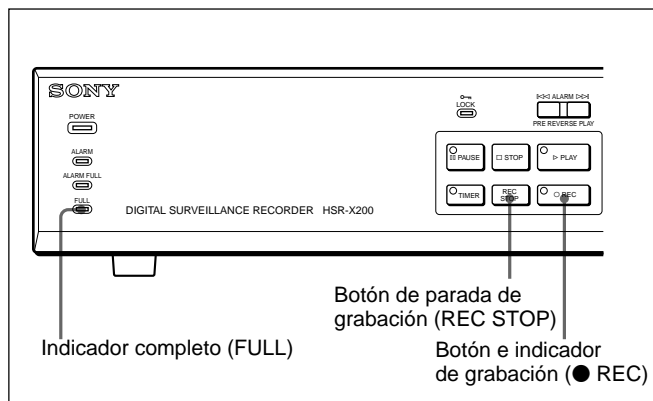 SONY
POWER
ALARM
ALARM FULL
FULL
DIGITAL SURVEILLANCE RECORDER HSR-X200
LOCK
ALARM
PRE REVERSE PLAY
PAUSE
STOP
PLAY
TIMER
REC
STOP
REC
Botón de parada de
grabación (REC STOP)
Indicador completo (FULL)
Botón e indicador
de grabación (● REC)